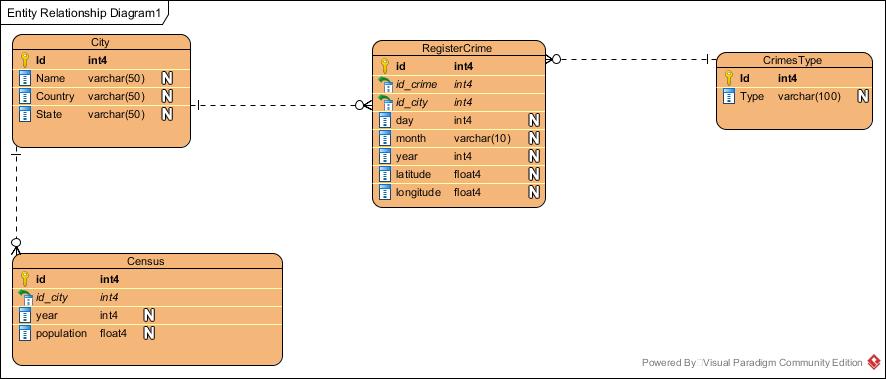 Entity Relationship Diagram1
City
Id int4
Name varchar(50) N
Country varchar(50) N
State varchar(50) N
RegisterCrime
id int4
id_crime int4
id_city int4
day int4 N
month varchar(10) N
year int4 N
latitude float4 N
longitude float4 N
CrimesType
Id int4
Type varchar(100) N
Census
id int4
id_city int4
year int4 N
population float4 N
Powered By Visual Paradigm Community Edition